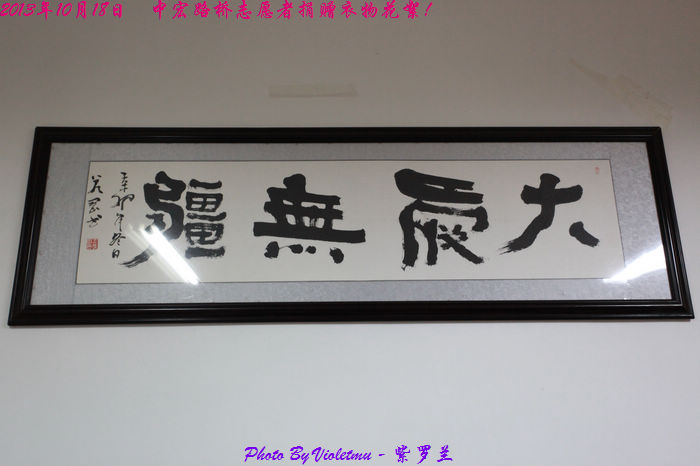 2013年10月18日 中宏路桥志愿者捐赠衣物花絮!
大愛無疆
辛卯年冬日
Photo By Violetmu - 紫罗兰